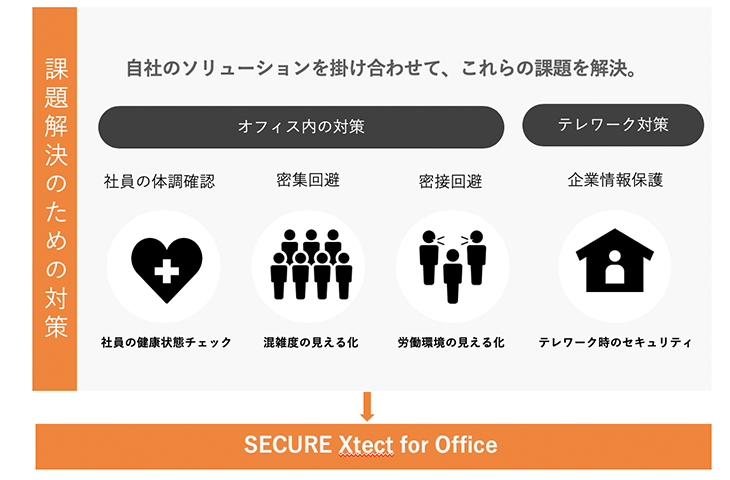 課題解決のための対策
自社のソリューションを掛け合わせて、これらの課題を解決。
オフィス内の対策
テレワーク対策
社員の体調確認
密集回避
密接回避
企業情報保護
社員の健康状態チェック
混雑度の見える化
労働環境の見える化
テレワーク時のセキュリティ
SECURE Xtect for Office